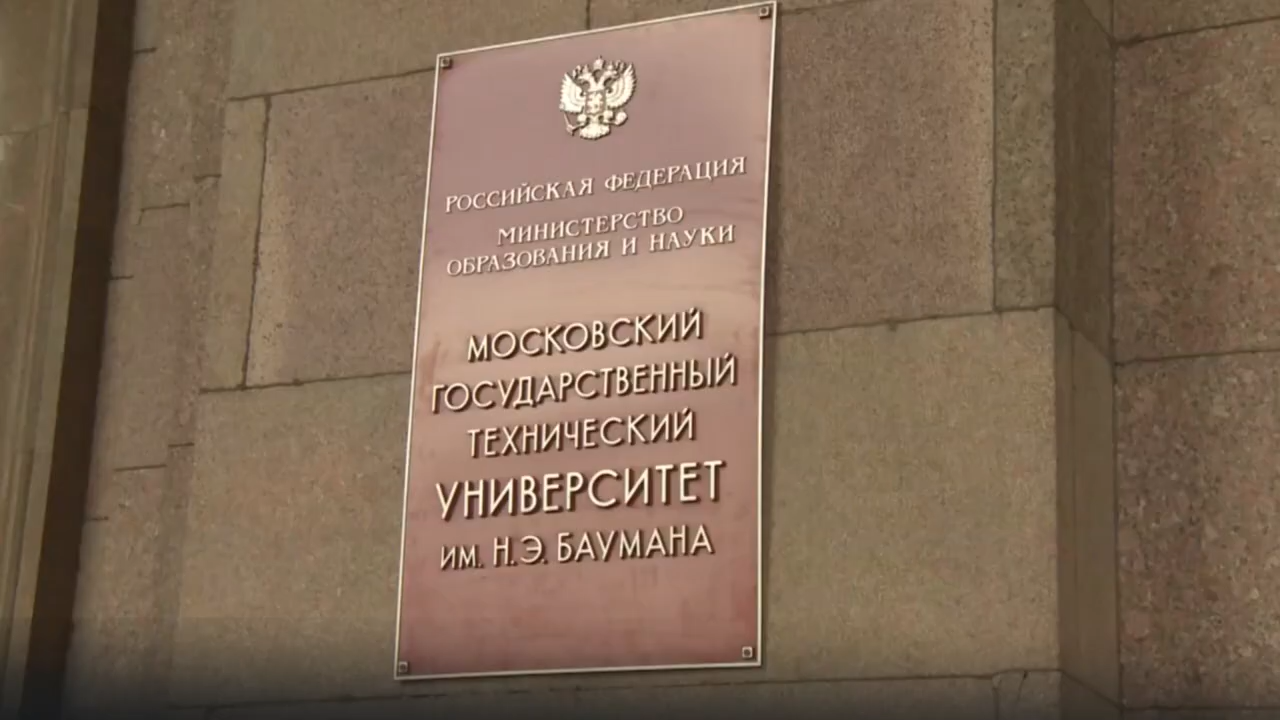 РОССИЙСКАЯ ФЕДЕРАЦИЯ
МИНИСТЕРСТВО
ОБРАЗОВАНИЯ И НАУКИ
МОСКОВСКИЙ
ГОСУДАРСТВЕННЫЙ
ТЕХНИЧЕСКИЙ
УНИВЕРСИТЕТ
ИМ. Н.Э. БАУМАНА